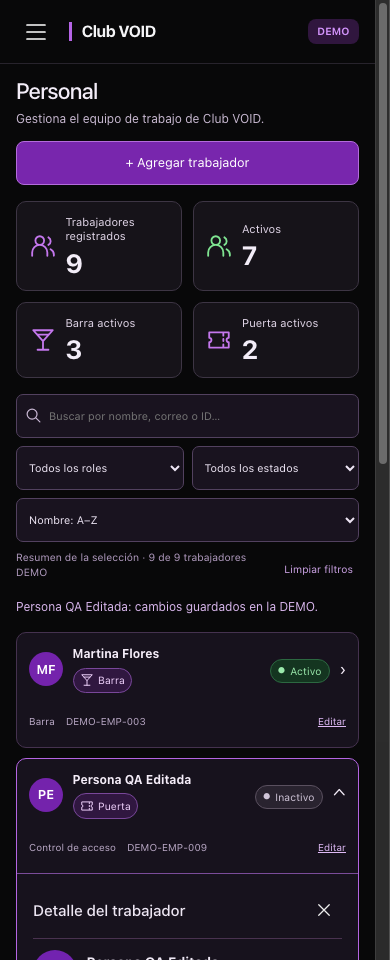 Club VOID
DEMO
Personal
Gestiona el equipo de trabajo de Club VOID.
+ Agregar trabajador
Trabajadores
registrados
9
Activos
7
Barra activos
3
Puerta activos
2
Buscar por nombre, correo o ID...
Todos los roles
Todos los estados
Nombre: A–Z
Resumen de la selección · 9 de 9 trabajadores
DEMO
Limpiar filtros
Persona QA Editada: cambios guardados en la DEMO.
MF
Martina Flores
Barra
Activo
Barra DEMO-EMP-003
Editar
PE
Persona QA Editada
Puerta
Inactivo
Control de acceso DEMO-EMP-009
Editar
Detalle del trabajador
Persona QA Editada